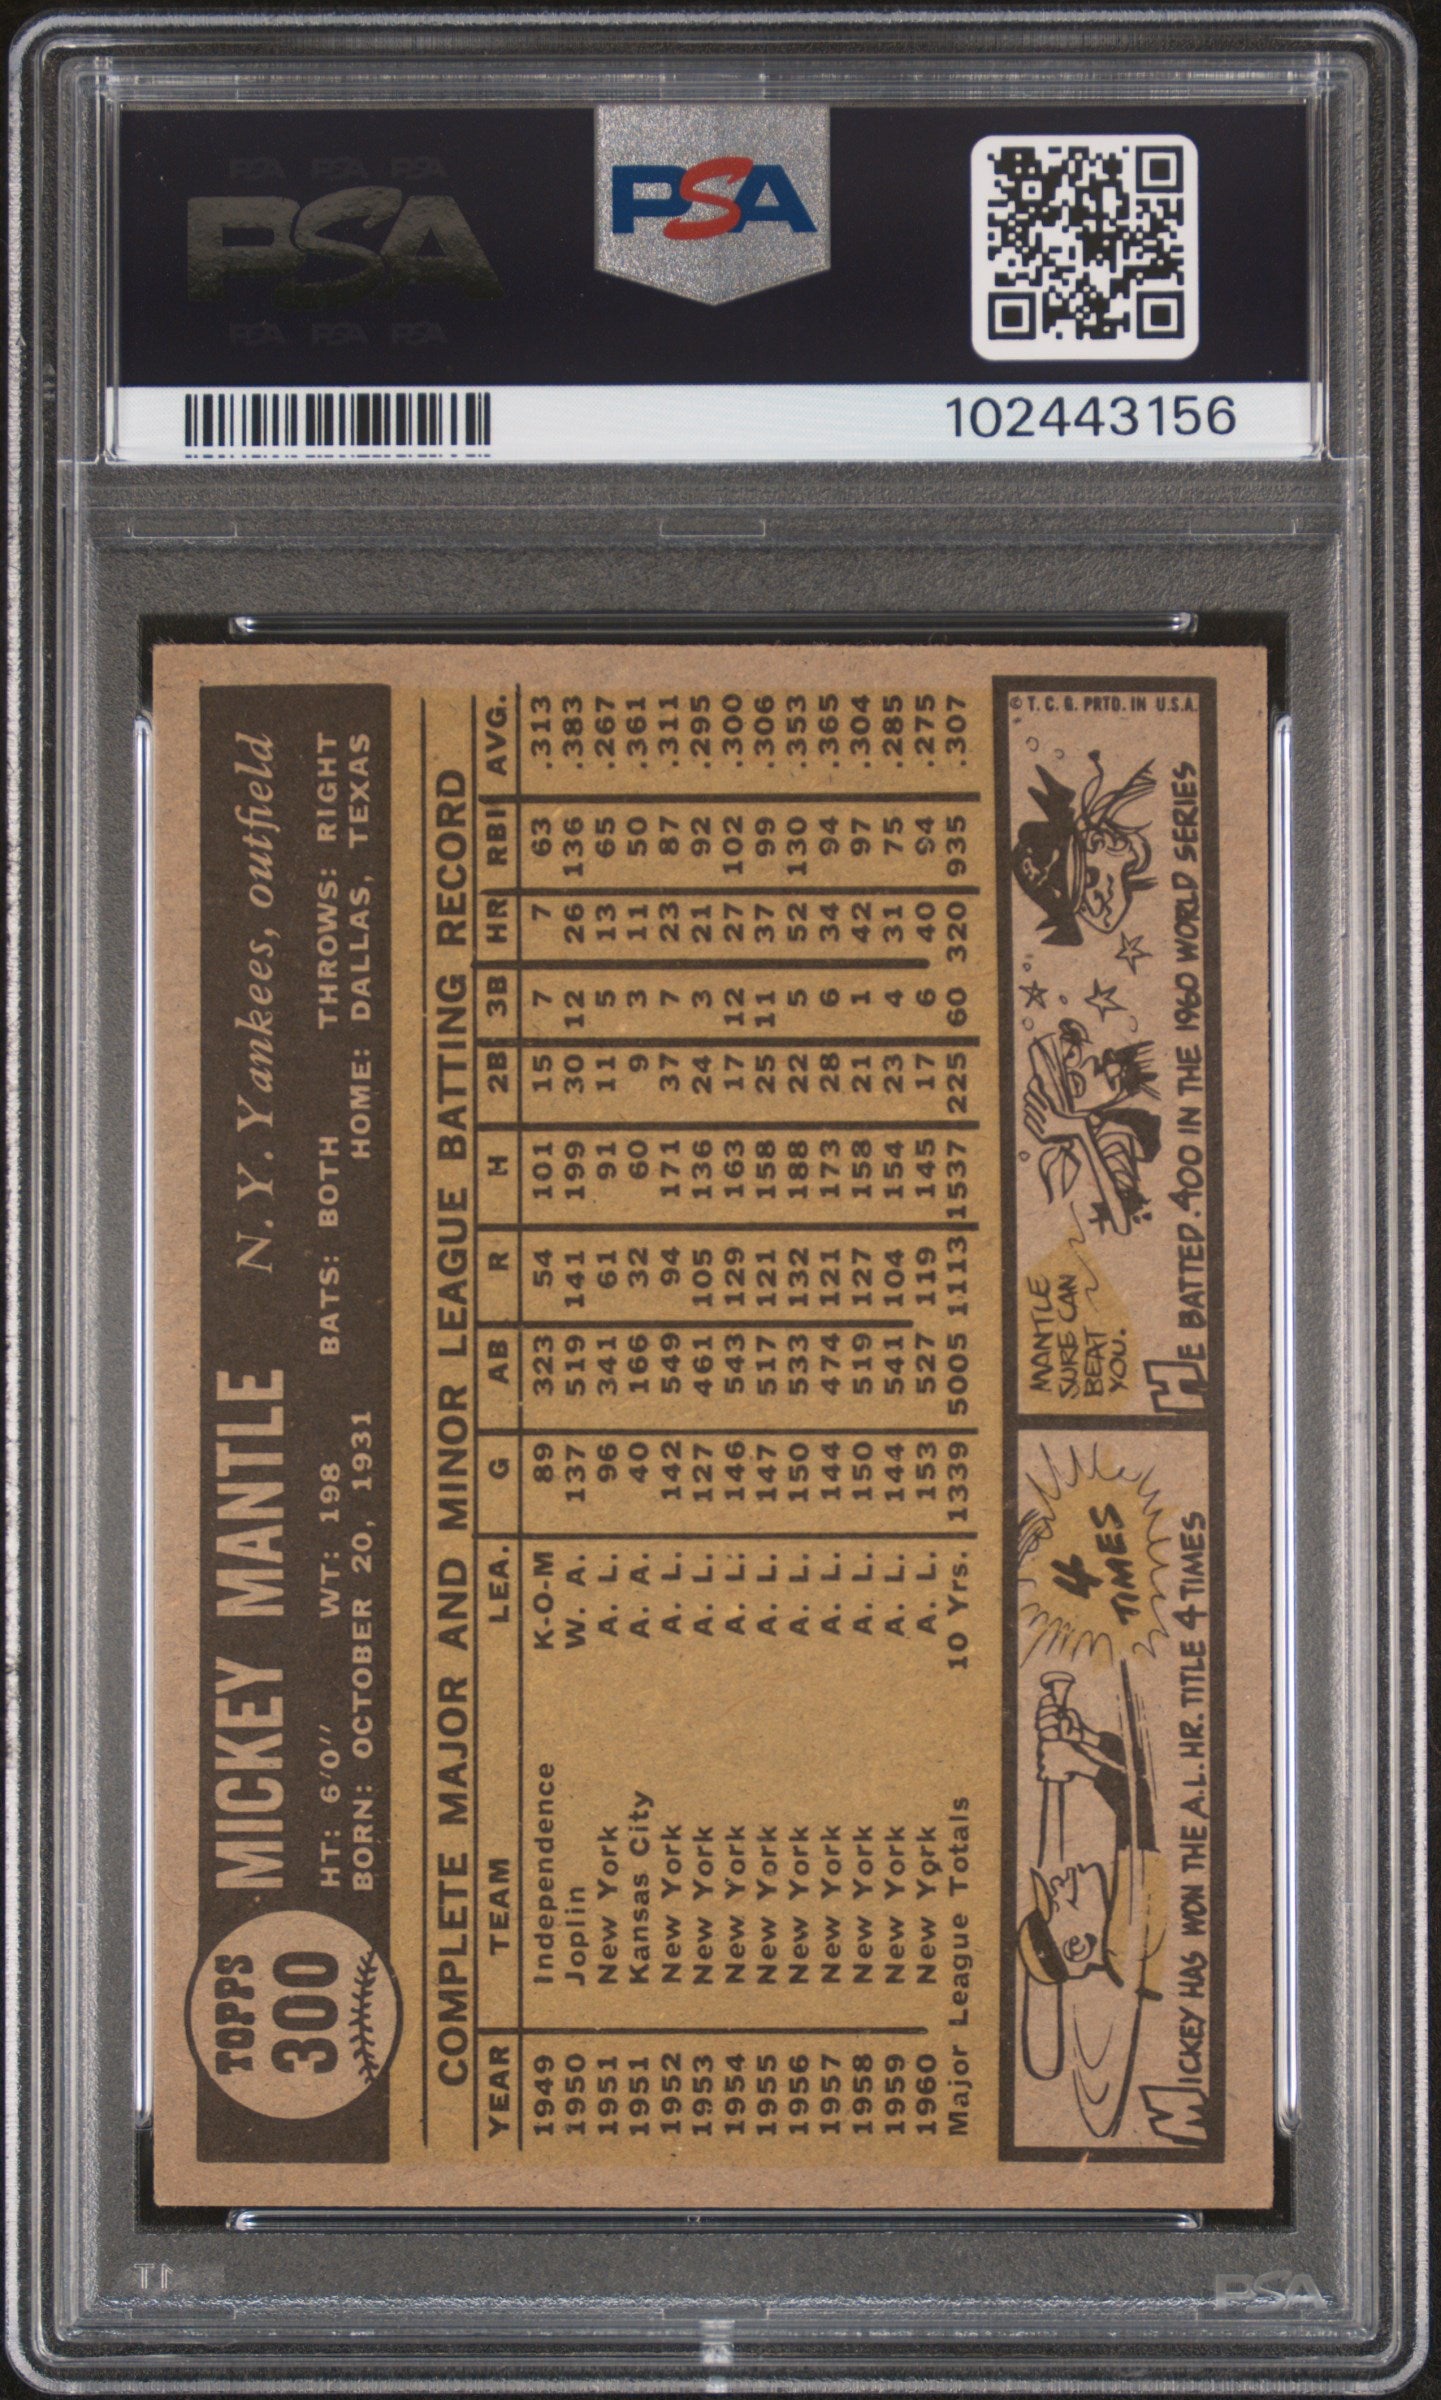 PSA PSA PSA
PSA
PSA PSA PSA
PSA
102443156
TOPPS
300
MICKEY MANTLE N. Y. Yankees, outfield
HT: 6'0" WT: 198 BATS: BOTH THROWS: RIGHT
BORN: OCTOBER 20, 1931 HOME: DALLAS, TEXAS
COMPLETE MAJOR AND MINOR LEAGUE BATTING RECORD
YEAR TEAM LEA. G AB R H 2B 3B HR RBI AVG.
1949 Independence K-O-M 89 323 54 101 15 7 7 63 .313
1950 Joplin W. A. 137 519 141 199 30 12 26 136 .383
1951 New York A. L. 96 341 61 91 11 5 13 65 .267
1951 Kansas City A. A. 40 166 32 60 9 3 11 50 .361
1952 New York A. L. 142 549 94 171 37 7 23 87 .311
1953 New York A. L. 127 461 105 136 24 3 21 92 .295
1954 New York A. L. 146 543 129 163 17 12 27 102 .300
1955 New York A. L. 147 517 121 158 25 11 37 99 .306
1956 New York A. L. 150 533 132 188 22 5 52 130 .353
1957 New York A. L. 144 474 121 173 28 6 34 94 .365
1958 New York A. L. 150 519 127 158 21 1 42 97 .304
1959 New York A. L. 144 541 104 154 23 4 31 75 .285
1960 New York A. L. 153 527 119 145 17 6 40 94 .275
Major League Totals 10 Yrs. 1339 5005 1113 1537 225 60 320 935 .307
4
TIMES
MICKEY HAS WON THE A.L. HR. TITLE 4 TIMES
MANTLE
SURE CAN
BEAT
YOU.
HE BATTED .400 IN THE 1960 WORLD SERIES
© T. C. G. PRTD. IN U.S.A.
PSA